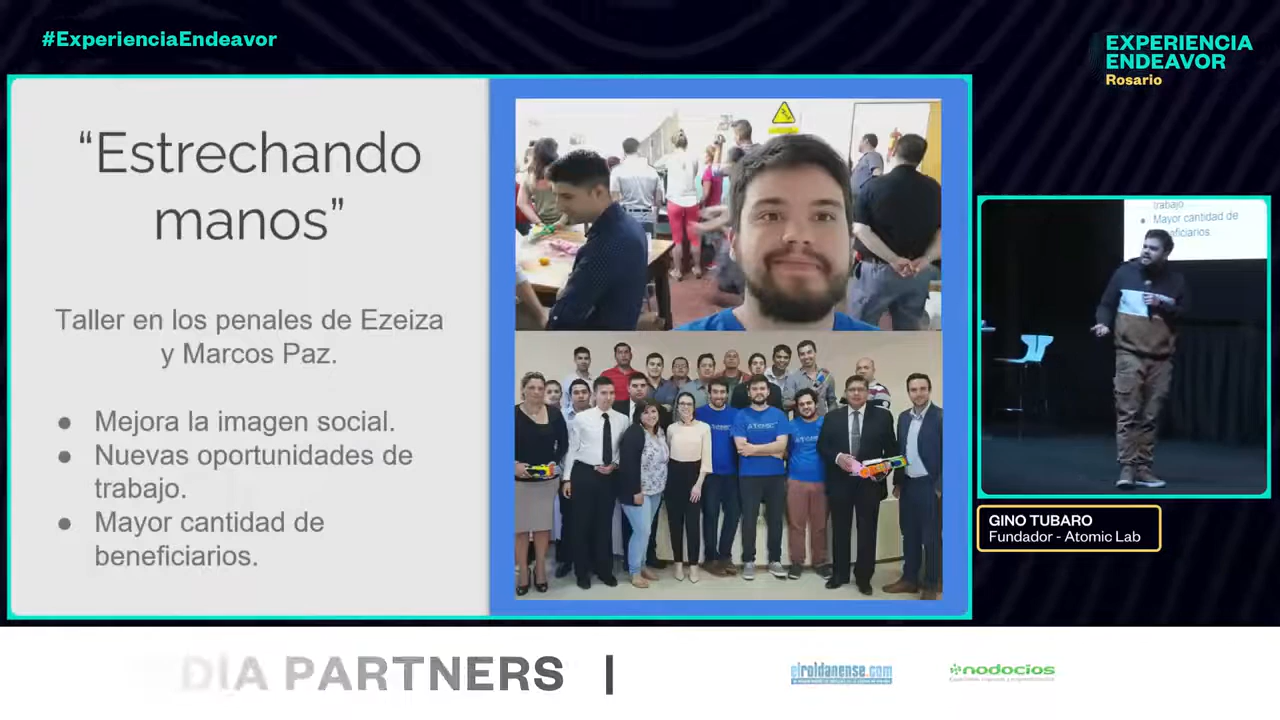 #ExperienciaEndeavor
EXPERIENCIA
ENDEAVOR
Rosario
“Estrechando
manos”
Taller en los penales de Ezeiza
y Marcos Paz.
● Mejora la imagen social.
● Nuevas oportunidades de
trabajo.
● Mayor cantidad de
beneficiarios.
trabajo
● Mayor cantidad de
beneficiarios.
ATOMIC
GINO TUBARO
Fundador - Atomic Lab
DIA PARTNERS |
elroldanense.com
nodocios